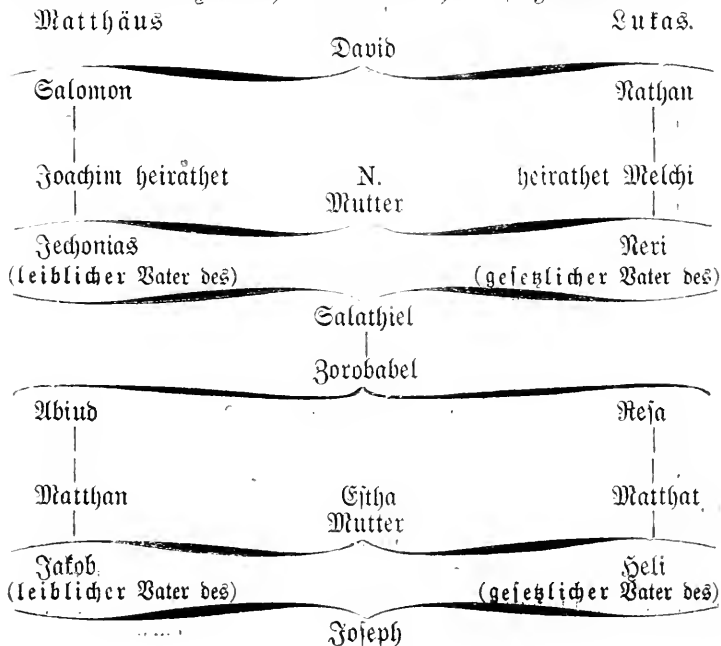 Matthäus Lukas.
David
Salomon Nathan
Joachim heirathet N. heirathet Melchi
Mutter
Jechonias Neri
(leiblicher Vater des) (gesetzlicher Vater des)
Salathiel
Zorobabel
Abiud Resa
Matthan Estha Matthat
Mutter
Jakob Heli
(leiblicher Vater des) (gesetzlicher Vater des)
Joseph